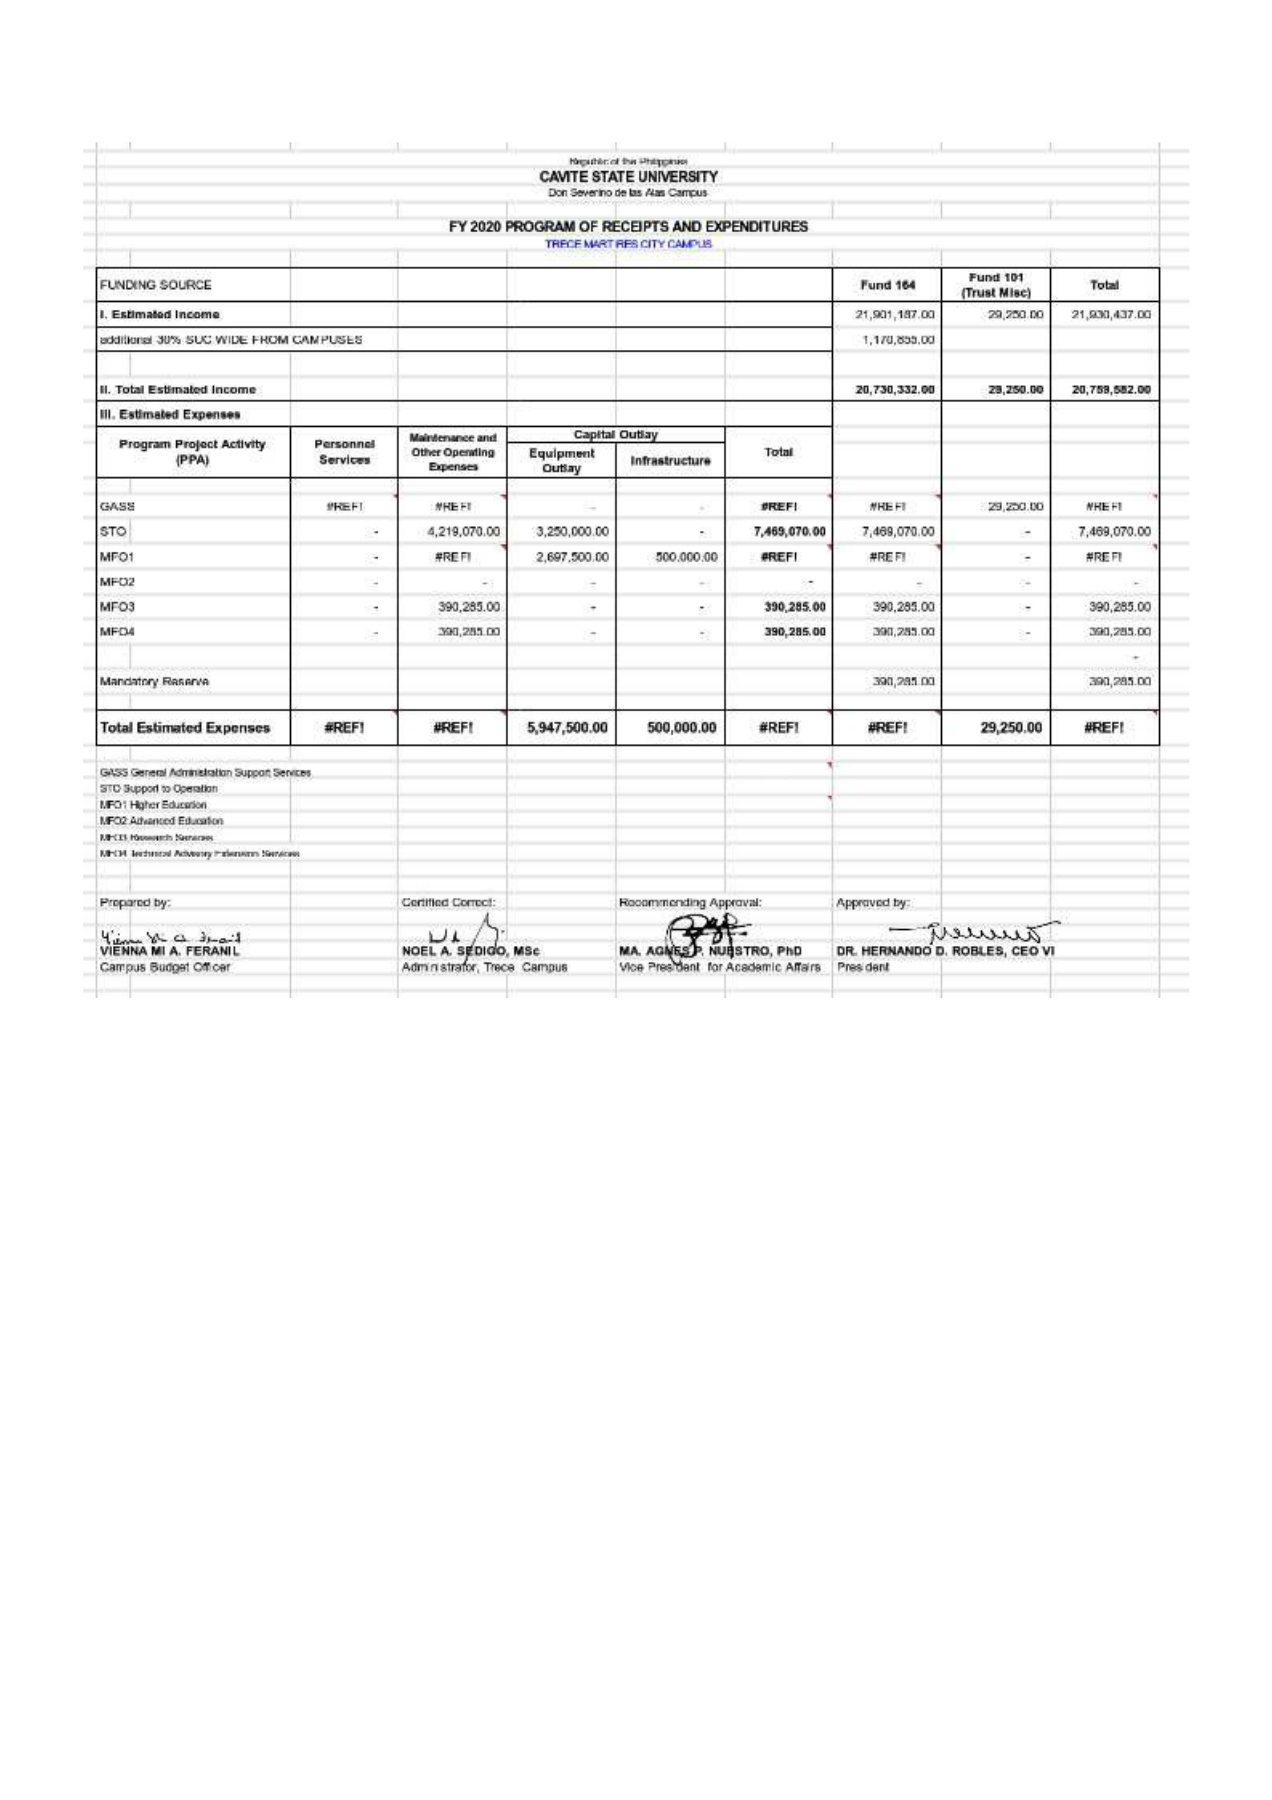 Republic of the Philippines
CAVITE STATE UNIVERSITY
Don Severino de las Alas Campus
FY 2020 PROGRAM OF RECEIPTS AND EXPENDITURES
TRECE MARTIRES CITY CAMPUS
FUNDING SOURCE Fund 164 Fund 101 (Trust Misc) Total
I. Estimated Income 21,901,187.00 29,250.00 21,930,437.00
additional 30% SUC WIDE FROM CAMPUSES 1,170,855.00
II. Total Estimated Income 20,730,332.00 29,250.00 20,759,582.00
III. Estimated Expenses
Program Project Activity (PPA) Personnel Services Maintenance and Other Operating Expenses Capital Outlay Equipment Outlay Infrastructure Total
GASS #REF! #REF! - - #REF! #REF! 29,250.00 #REF!
STO - 4,219,070.00 3,250,000.00 - 7,469,070.00 7,469,070.00 - 7,469,070.00
MFO1 - #REF! 2,697,500.00 500,000.00 #REF! #REF! - #REF!
MFO2 - - - - - - - -
MFO3 - 390,285.00 - - 390,285.00 390,285.00 - 390,285.00
MFO4 - 390,285.00 - - 390,285.00 390,285.00 - 390,285.00
-
Mandatory Reserve 390,285.00 390,285.00
Total Estimated Expenses #REF! #REF! 5,947,500.00 500,000.00 #REF! #REF! 29,250.00 #REF!
GASS General Administration Support Services
STO Support to Operation
MFO1 Higher Education
MFO2 Advanced Education
MFO3 Research Services
MFO4 Technical Advisory Extension Services
Prepared by: Certified Correct: Recommending Approval: Approved by:
VIENNA MI A. FERANIL NOEL A. SEDIGO, MSc MA. AGNES P. NUESTRO, PhD DR. HERNANDO D. ROBLES, CEO VI
Campus Budget Officer Administrator, Trece Campus Vice President for Academic Affairs President